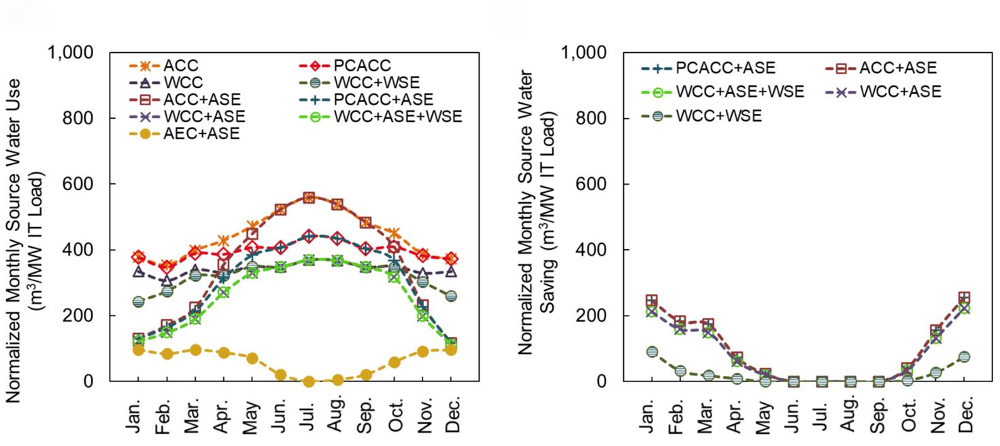 Normalized Monthly Source Water Use
(m³/MW IT Load)
1,000
800
600
400
200
0
ACC
PCACC
WCC
WCC+WSE
ACC+ASE
PCACC+ASE
WCC+ASE
WCC+ASE+WSE
AEC+ASE
Jan.
Feb.
Mar.
Apr.
May
Jun.
Jul.
Aug.
Sep.
Oct.
Nov.
Dec.
Normalized Monthly Source Water
Saving (m³/MW IT Load)
1,000
800
600
400
200
0
PCACC+ASE
ACC+ASE
WCC+ASE+WSE
WCC+ASE
WCC+WSE
Jan.
Feb.
Mar.
Apr.
May
Jun.
Jul.
Aug.
Sep.
Oct.
Nov.
Dec.